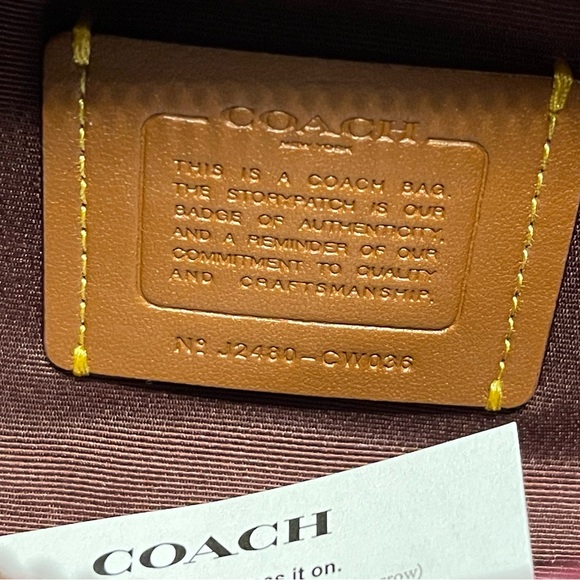 COACH
NEW YORK
THIS IS A COACH BAG.
THE STORYPATCH IS OUR
BADGE OF AUTHENTICITY,
AND A REMINDER OF OUR
COMMITMENT TO QUALITY
AND CRAFTSMANSHIP.
Nº J2480-CW036
COACH
it on.